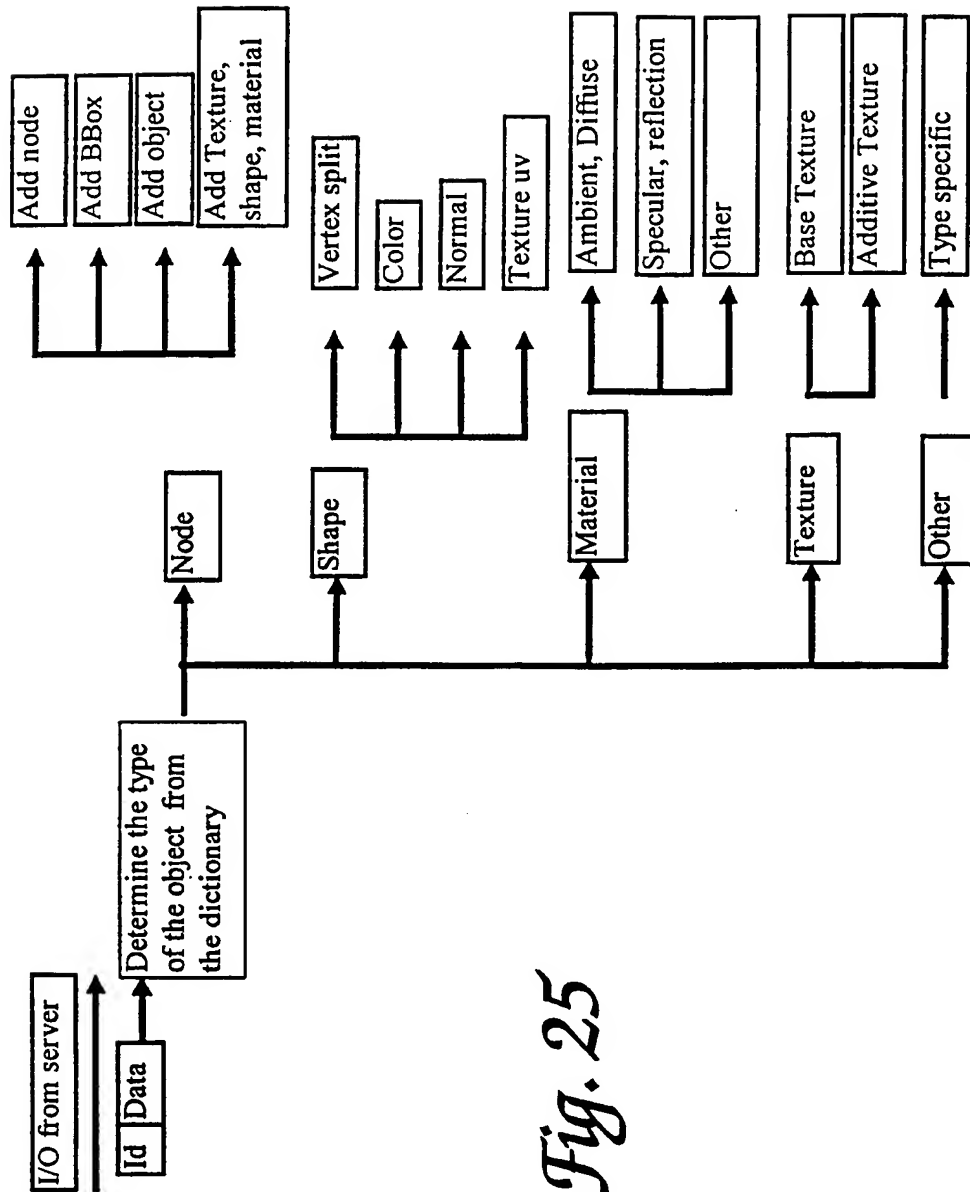 I/O from server
Id
Data
Determine the type
of the object from
the dictionary
Node
Add node
Add BBox
Add object
Add Texture,
shape, material
Shape
Vertex split
Color
Normal
Texture uv
Material
Ambient, Diffuse
Specular, reflection
Other
Texture
Base Texture
Additive Texture
Other
Type specific
Fig. 25